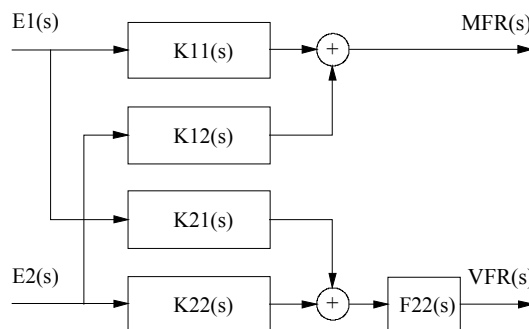 E1(s)
MFR(s)
K11(s)
+
K12(s)
K21(s)
E2(s)
VFR(s)
K22(s)
+
F22(s)